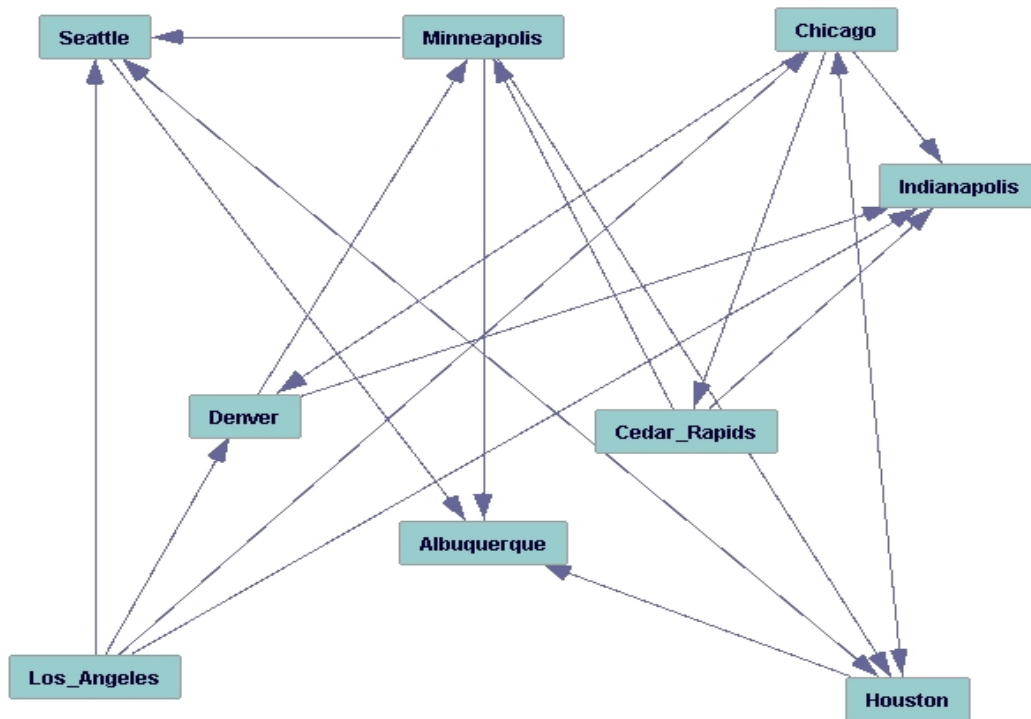 Seattle
Minneapolis
Chicago
Indianapolis
Denver
Cedar_Rapids
Albuquerque
Los_Angeles
Houston